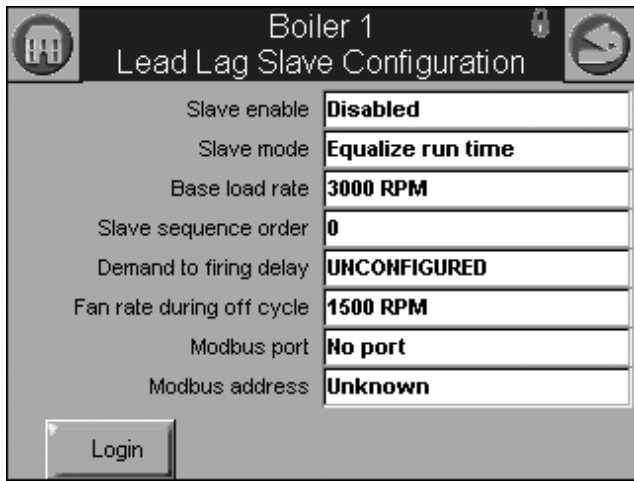 Boiler 1
Lead Lag Slave Configuration
Slave enable Disabled
Slave mode Equalize run time
Base load rate 3000 RPM
Slave sequence order 0
Demand to firing delay UNCONFIGURED
Fan rate during off cycle 1500 RPM
Modbus port No port
Modbus address Unknown
Login